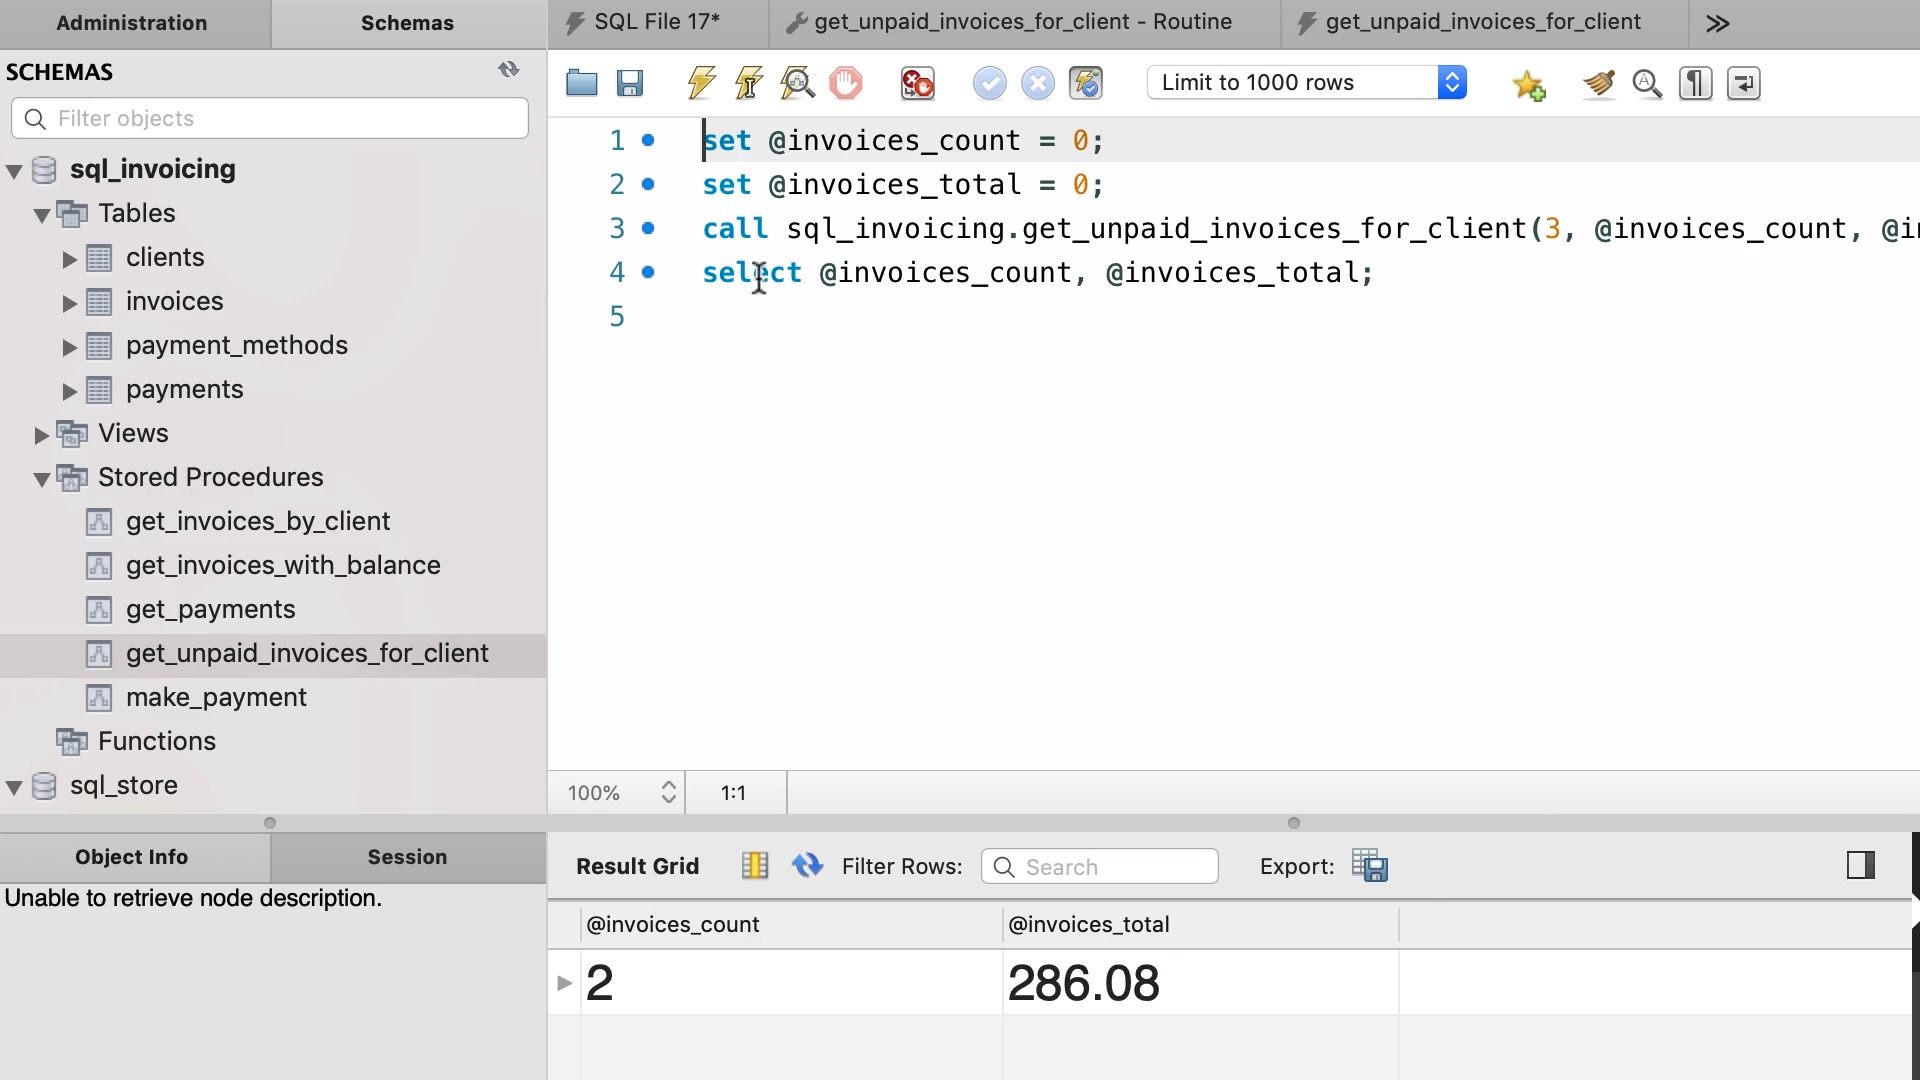 Administration
Schemas
SQL File 17*
get_unpaid_invoices_for_client - Routine
get_unpaid_invoices_for_client
SCHEMAS
Limit to 1000 rows
Filter objects
sql_invoicing
Tables
clients
invoices
payment_methods
payments
Views
Stored Procedures
get_invoices_by_client
get_invoices_with_balance
get_payments
get_unpaid_invoices_for_client
make_payment
Functions
sql_store
1 set @invoices_count = 0;
2 set @invoices_total = 0;
3 call sql_invoicing.get_unpaid_invoices_for_client(3, @invoices_count, @in
4 select @invoices_count, @invoices_total;
5
100%
1:1
Object Info
Session
Unable to retrieve node description.
Result Grid
Filter Rows:
Search
Export:
@invoices_count
@invoices_total
2
286.08